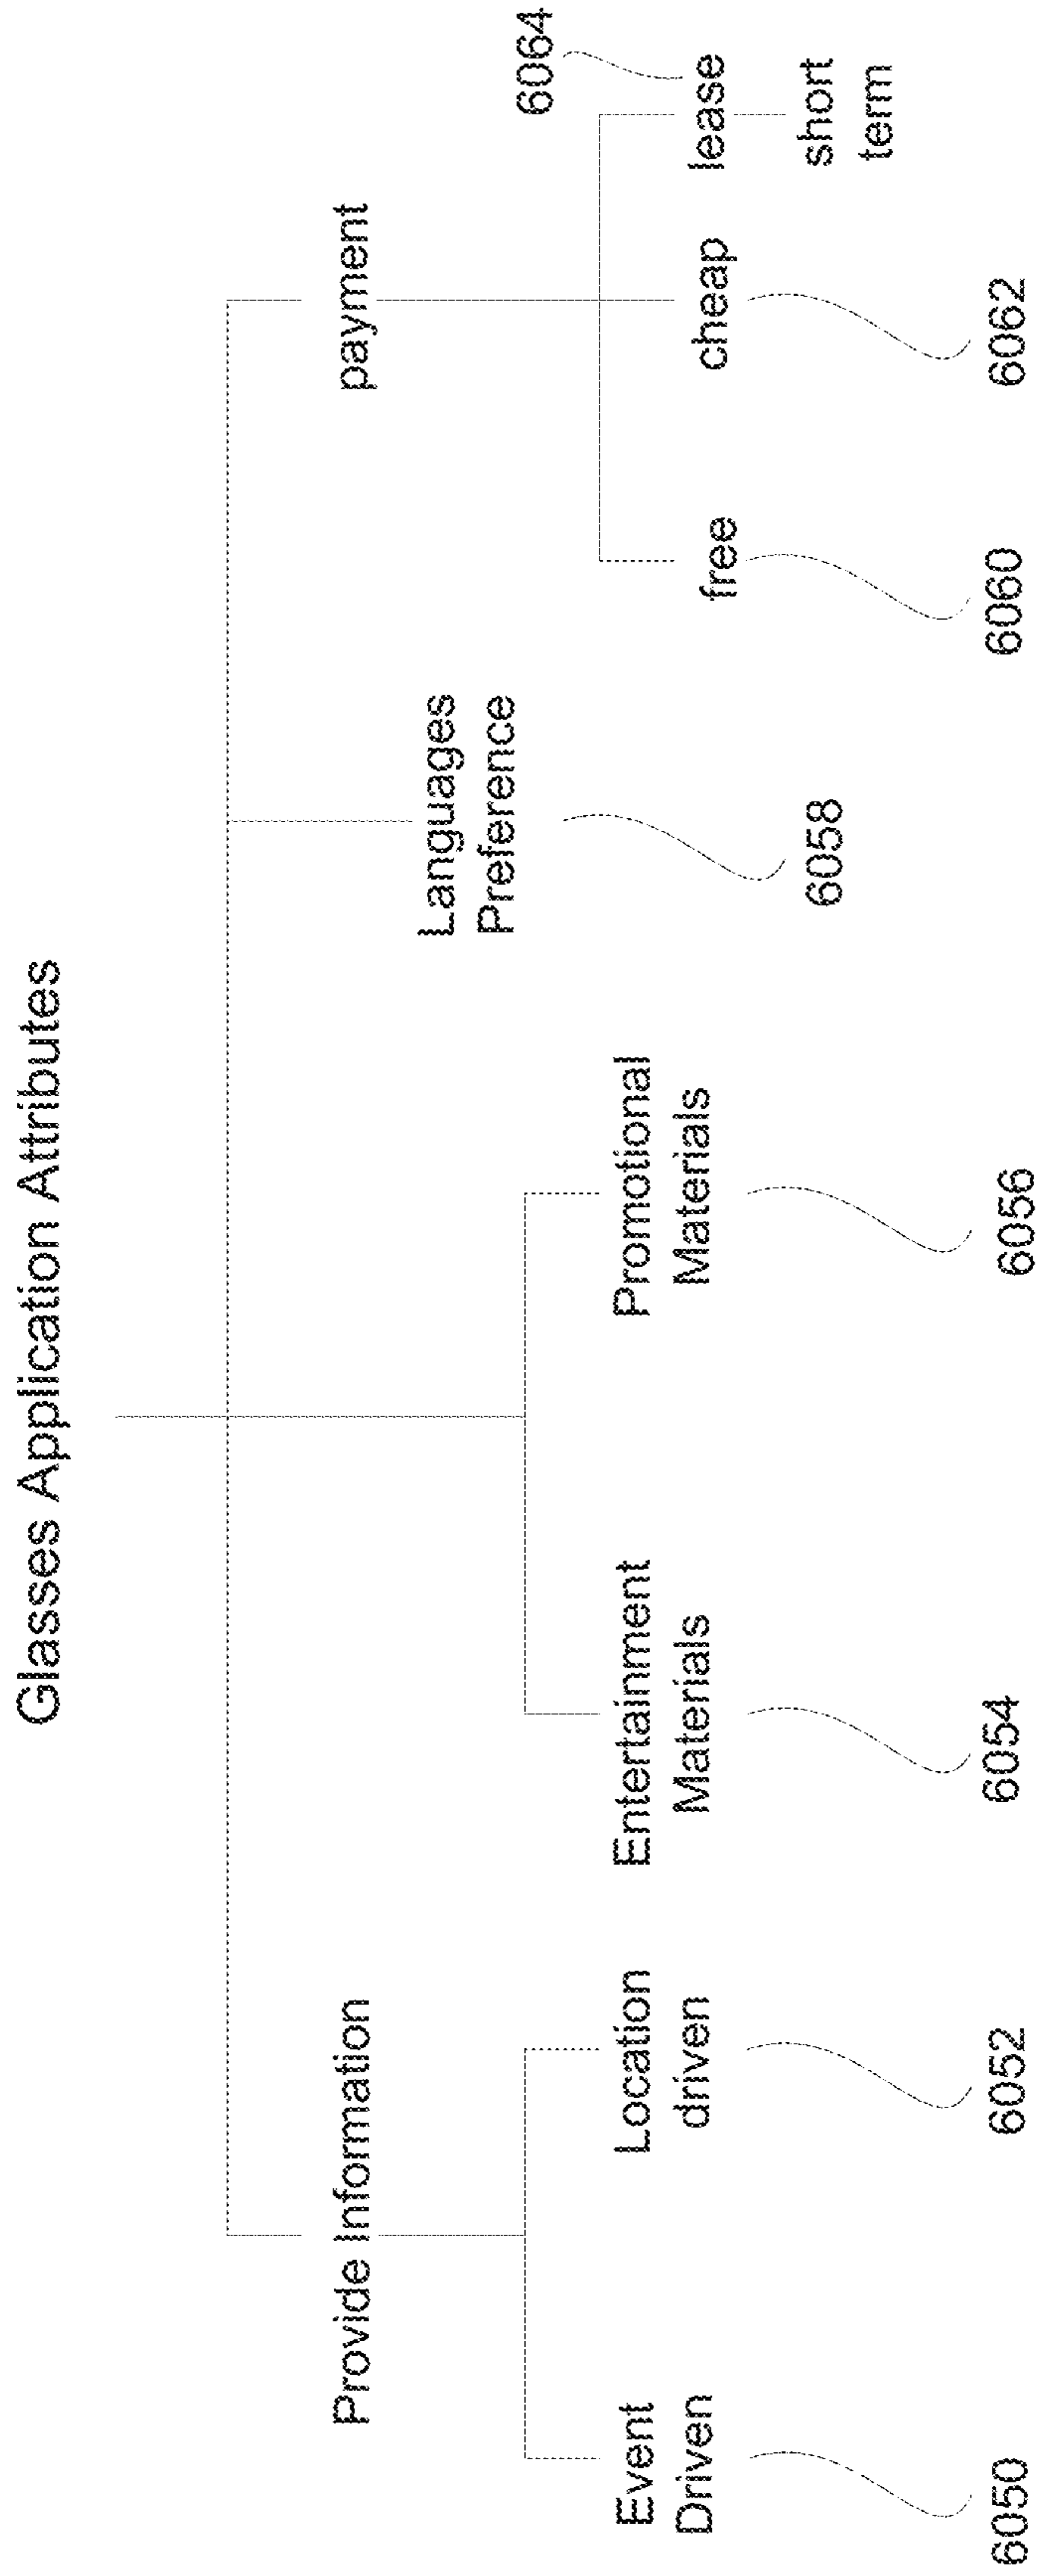 Glasses Application Attributes
Provide Information
payment
Languages
Preference
Event
Driven
Location
driven
Entertainment
Materials
Promotional
Materials
free
cheap
lease
short
term
6050
6052
6054
6056
6058
6060
6062
6064